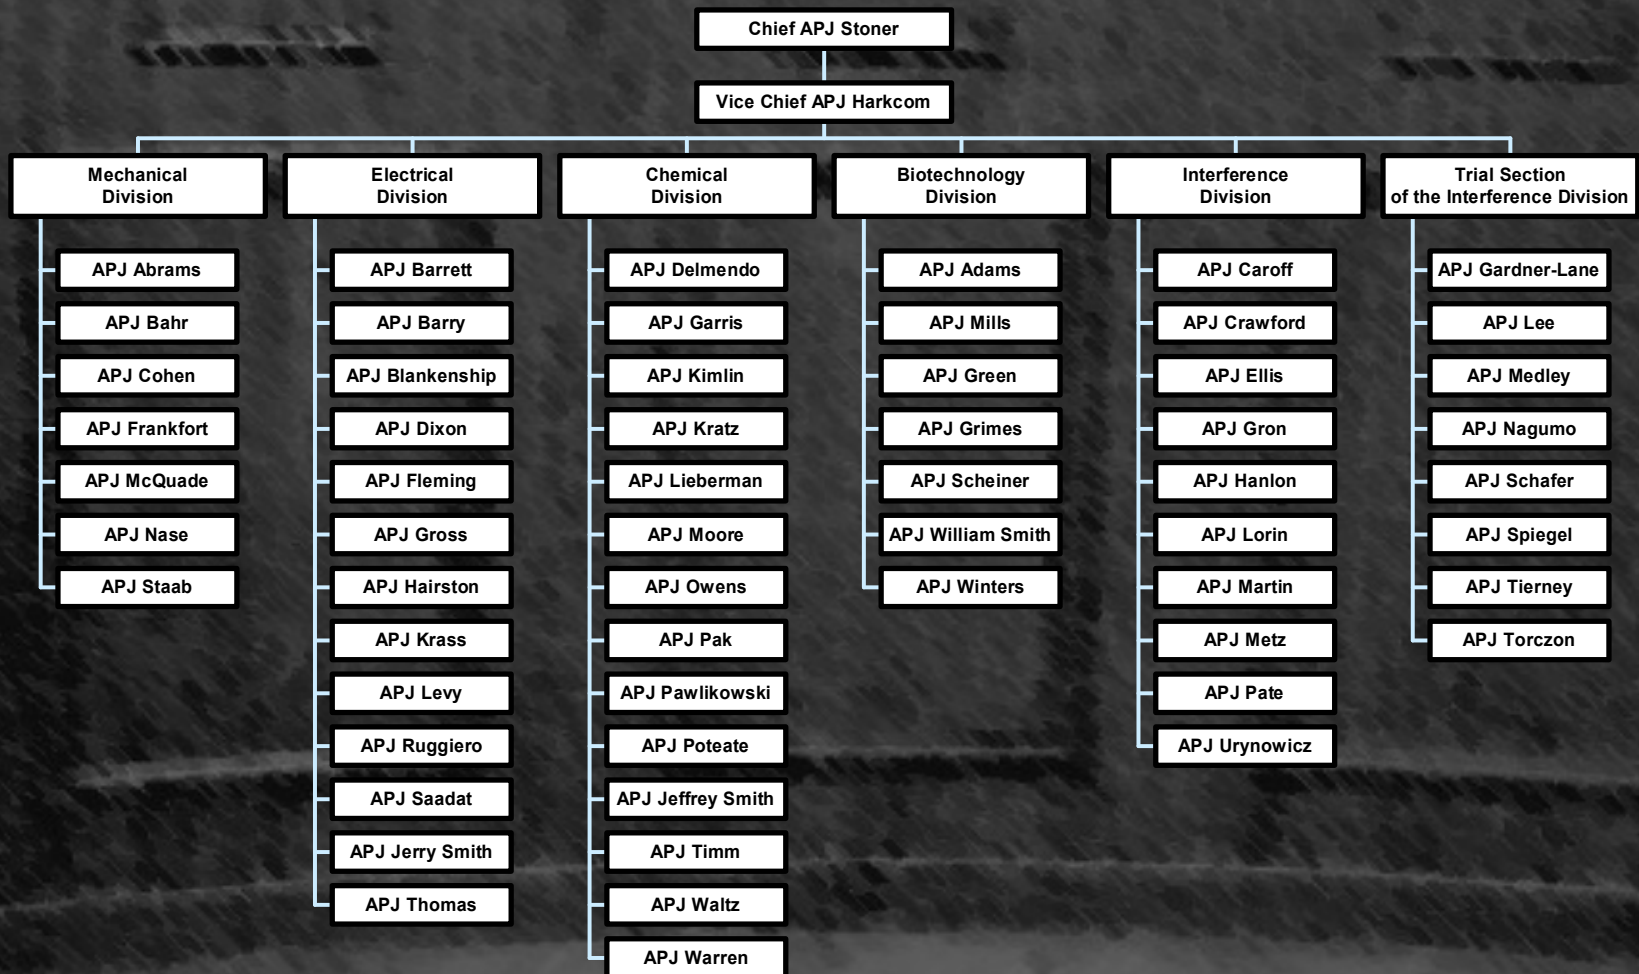 Chief APJ Stoner
Vice Chief APJ Harkcom
Mechanical
Division
APJ Abrams
APJ Bahr
APJ Cohen
APJ Frankfort
APJ McQuade
APJ Nase
APJ Staab
Electrical
Division
APJ Barrett
APJ Barry
APJ Blankenship
APJ Dixon
APJ Fleming
APJ Gross
APJ Hairston
APJ Krass
APJ Levy
APJ Ruggiero
APJ Saadat
APJ Jerry Smith
APJ Thomas
Chemical
Division
APJ Delmendo
APJ Garris
APJ Kimlin
APJ Kratz
APJ Lieberman
APJ Moore
APJ Owens
APJ Pak
APJ Pawlikowski
APJ Poteate
APJ Jeffrey Smith
APJ Timm
APJ Waltz
APJ Warren
Biotechnology
Division
APJ Adams
APJ Mills
APJ Green
APJ Grimes
APJ Scheiner
APJ William Smith
APJ Winters
Interference
Division
APJ Caroff
APJ Crawford
APJ Ellis
APJ Gron
APJ Hanlon
APJ Lorin
APJ Martin
APJ Metz
APJ Pate
APJ Urynowicz
Trial Section
of the Interference Division
APJ Gardner-Lane
APJ Lee
APJ Medley
APJ Nagumo
APJ Schafer
APJ Spiegel
APJ Tierney
APJ Torczon